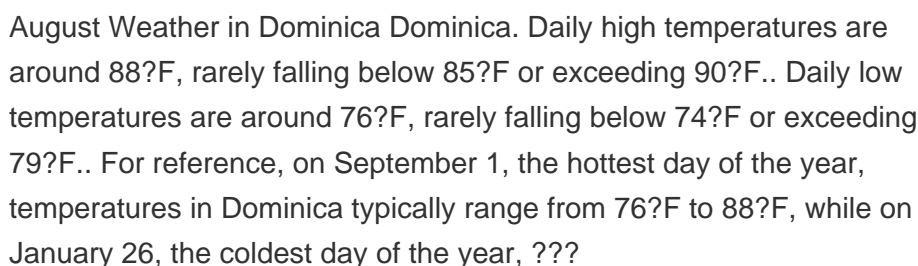 August Weather in Dominica Dominica. Daily high temperatures are
around 88?F, rarely falling below 85?F or exceeding 90?F.. Daily low
temperatures are around 76?F, rarely falling below 74?F or exceeding
79?F.. For reference, on September 1, the hottest day of the year,
temperatures in Dominica typically range from 76?F to 88?F, while on
January 26, the coldest day of the year, ???